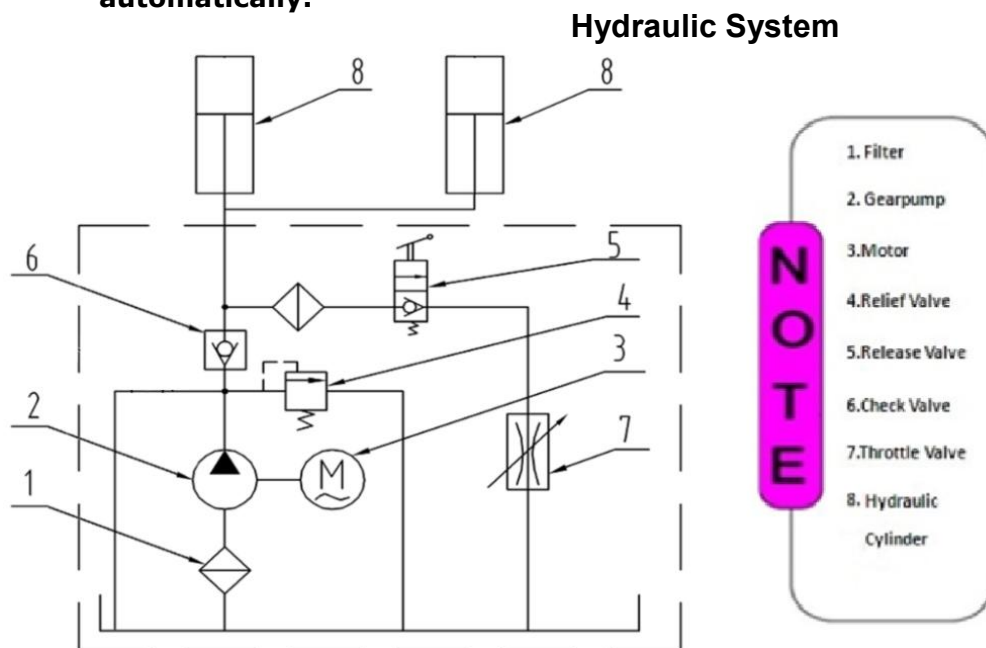 automatically.
Hydraulic System
8
8
6
5
4
3
2
7
1
M
NOTE
1. Filter
2. Gearpump
3.Motor
4.Relief Valve
5.Release Valve
6.Check Valve
7.Throttle Valve
8. Hydraulic
Cylinder